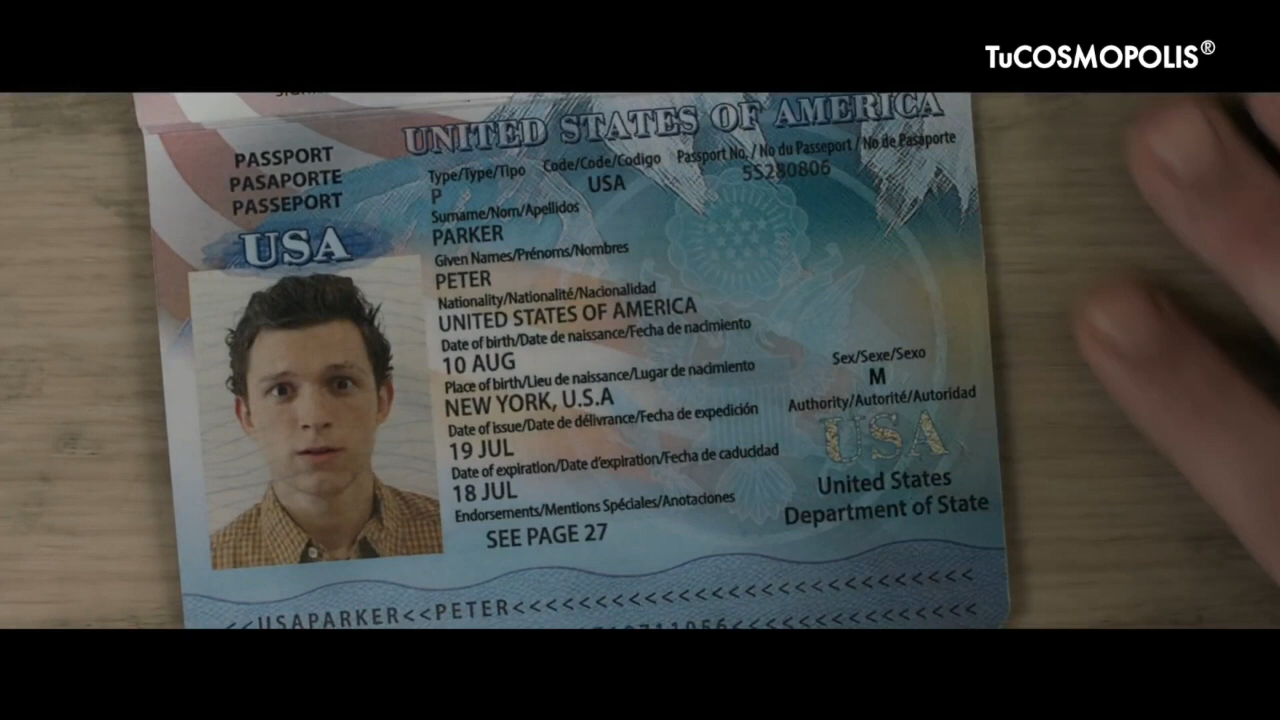 TuCOSMOPOLIS®
UNITED STATES OF AMERICA
PASSPORT
PASAPORTE
PASSEPORT
USA
Type/Type/Tipo Code/Code/Codigo Passport No. / No du Passeport / No de Pasaporte
P USA 55280806
Surname/Nom/Apellidos
PARKER
Given Names/Prénoms/Nombres
PETER
Nationality/Nationalité/Nacionalidad
UNITED STATES OF AMERICA
Date of birth/Date de naissance/Fecha de nacimiento
10 AUG
Place of birth/Lieu de naissance/Lugar de nacimiento
NEW YORK, U.S.A
Date of issue/Date de délivrance/Fecha de expedición
19 JUL
Date of expiration/Date d'expiration/Fecha de caducidad
18 JUL
Endorsements/Mentions Spéciales/Anotaciones
SEE PAGE 27
Sex/Sexe/Sexo
M
Authority/Autorité/Autoridad
USA
United States
Department of State
<<USAPARKER<<PETER<<<<<<<<<<<<<<<<<<<<<<<